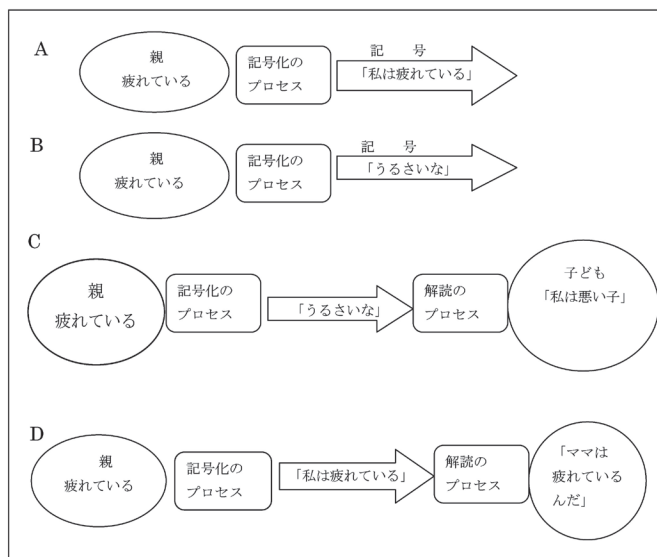 A
親
疲れている
記号化の
プロセス
記　　号
「私は疲れている」
B
親
疲れている
記号化の
プロセス
記　　号
「うるさいな」
C
親
疲れている
記号化の
プロセス
「うるさいな」
解読の
プロセス
子ども
「私は悪い子」
D
親
疲れている
記号化の
プロセス
「私は疲れている」
解読の
プロセス
「ママは
疲れている
んだ」